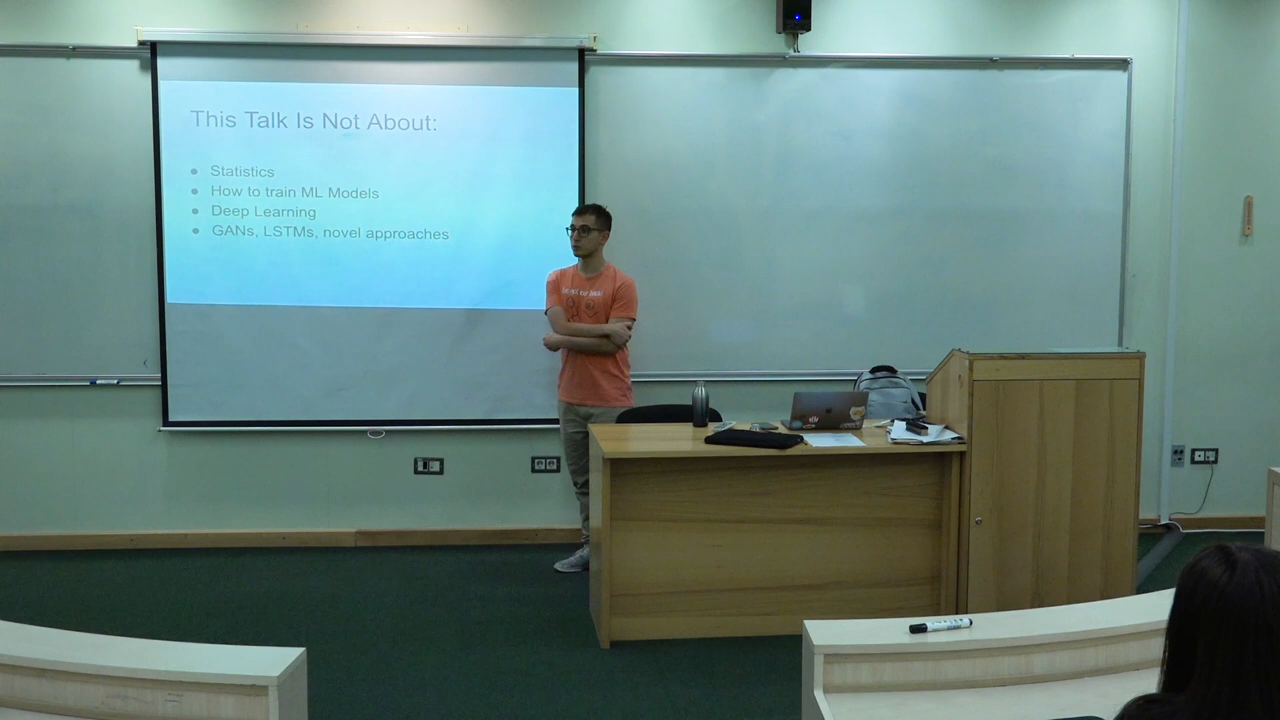 This Talk Is Not About:
● Statistics
● How to train ML Models
● Deep Learning
● GANs, LSTMs, novel approaches